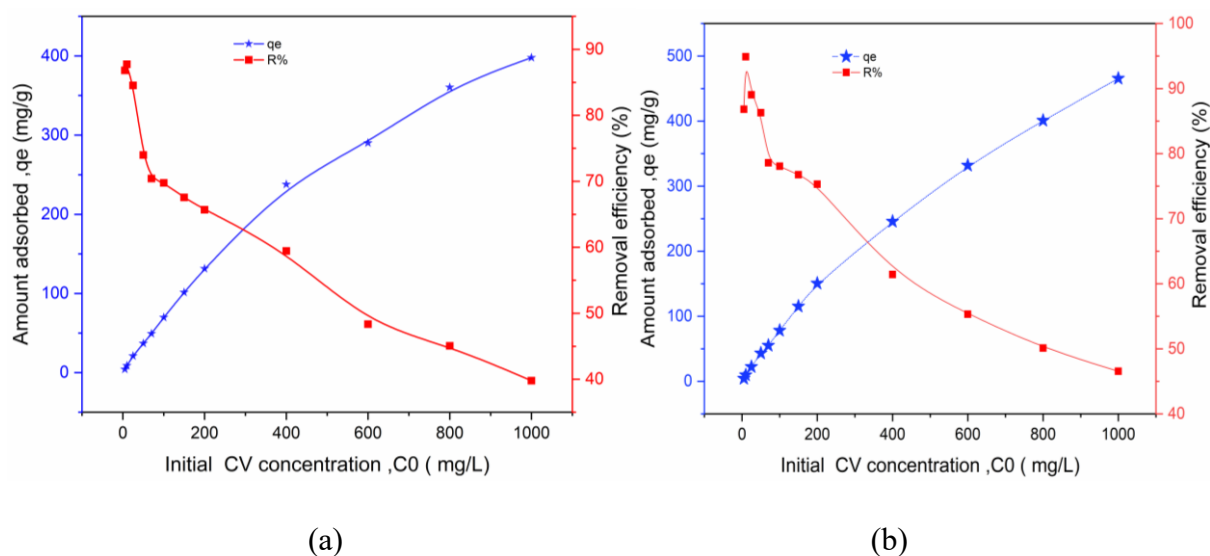 qe
R%
400
300
200
100
0
90
80
70
60
50
40
Amount adsorbed ,qe (mg/g)
Removal efficiency (%)
0 200 400 600 800 1000
Initial CV concentration ,C0 ( mg/L)
(a)
qe
R%
500
400
300
200
100
0
100
90
80
70
60
50
40
Amount adsorbed ,qe (mg/g)
Removal efficiency (%)
0 200 400 600 800 1000
Initial CV concentration ,C0 ( mg/L)
(b)